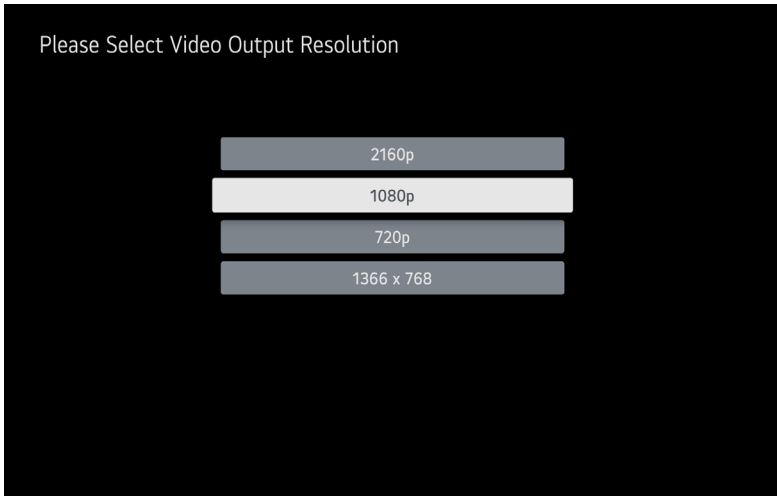 Please Select Video Output Resolution
2160p
1080p
720p
1366 x 768